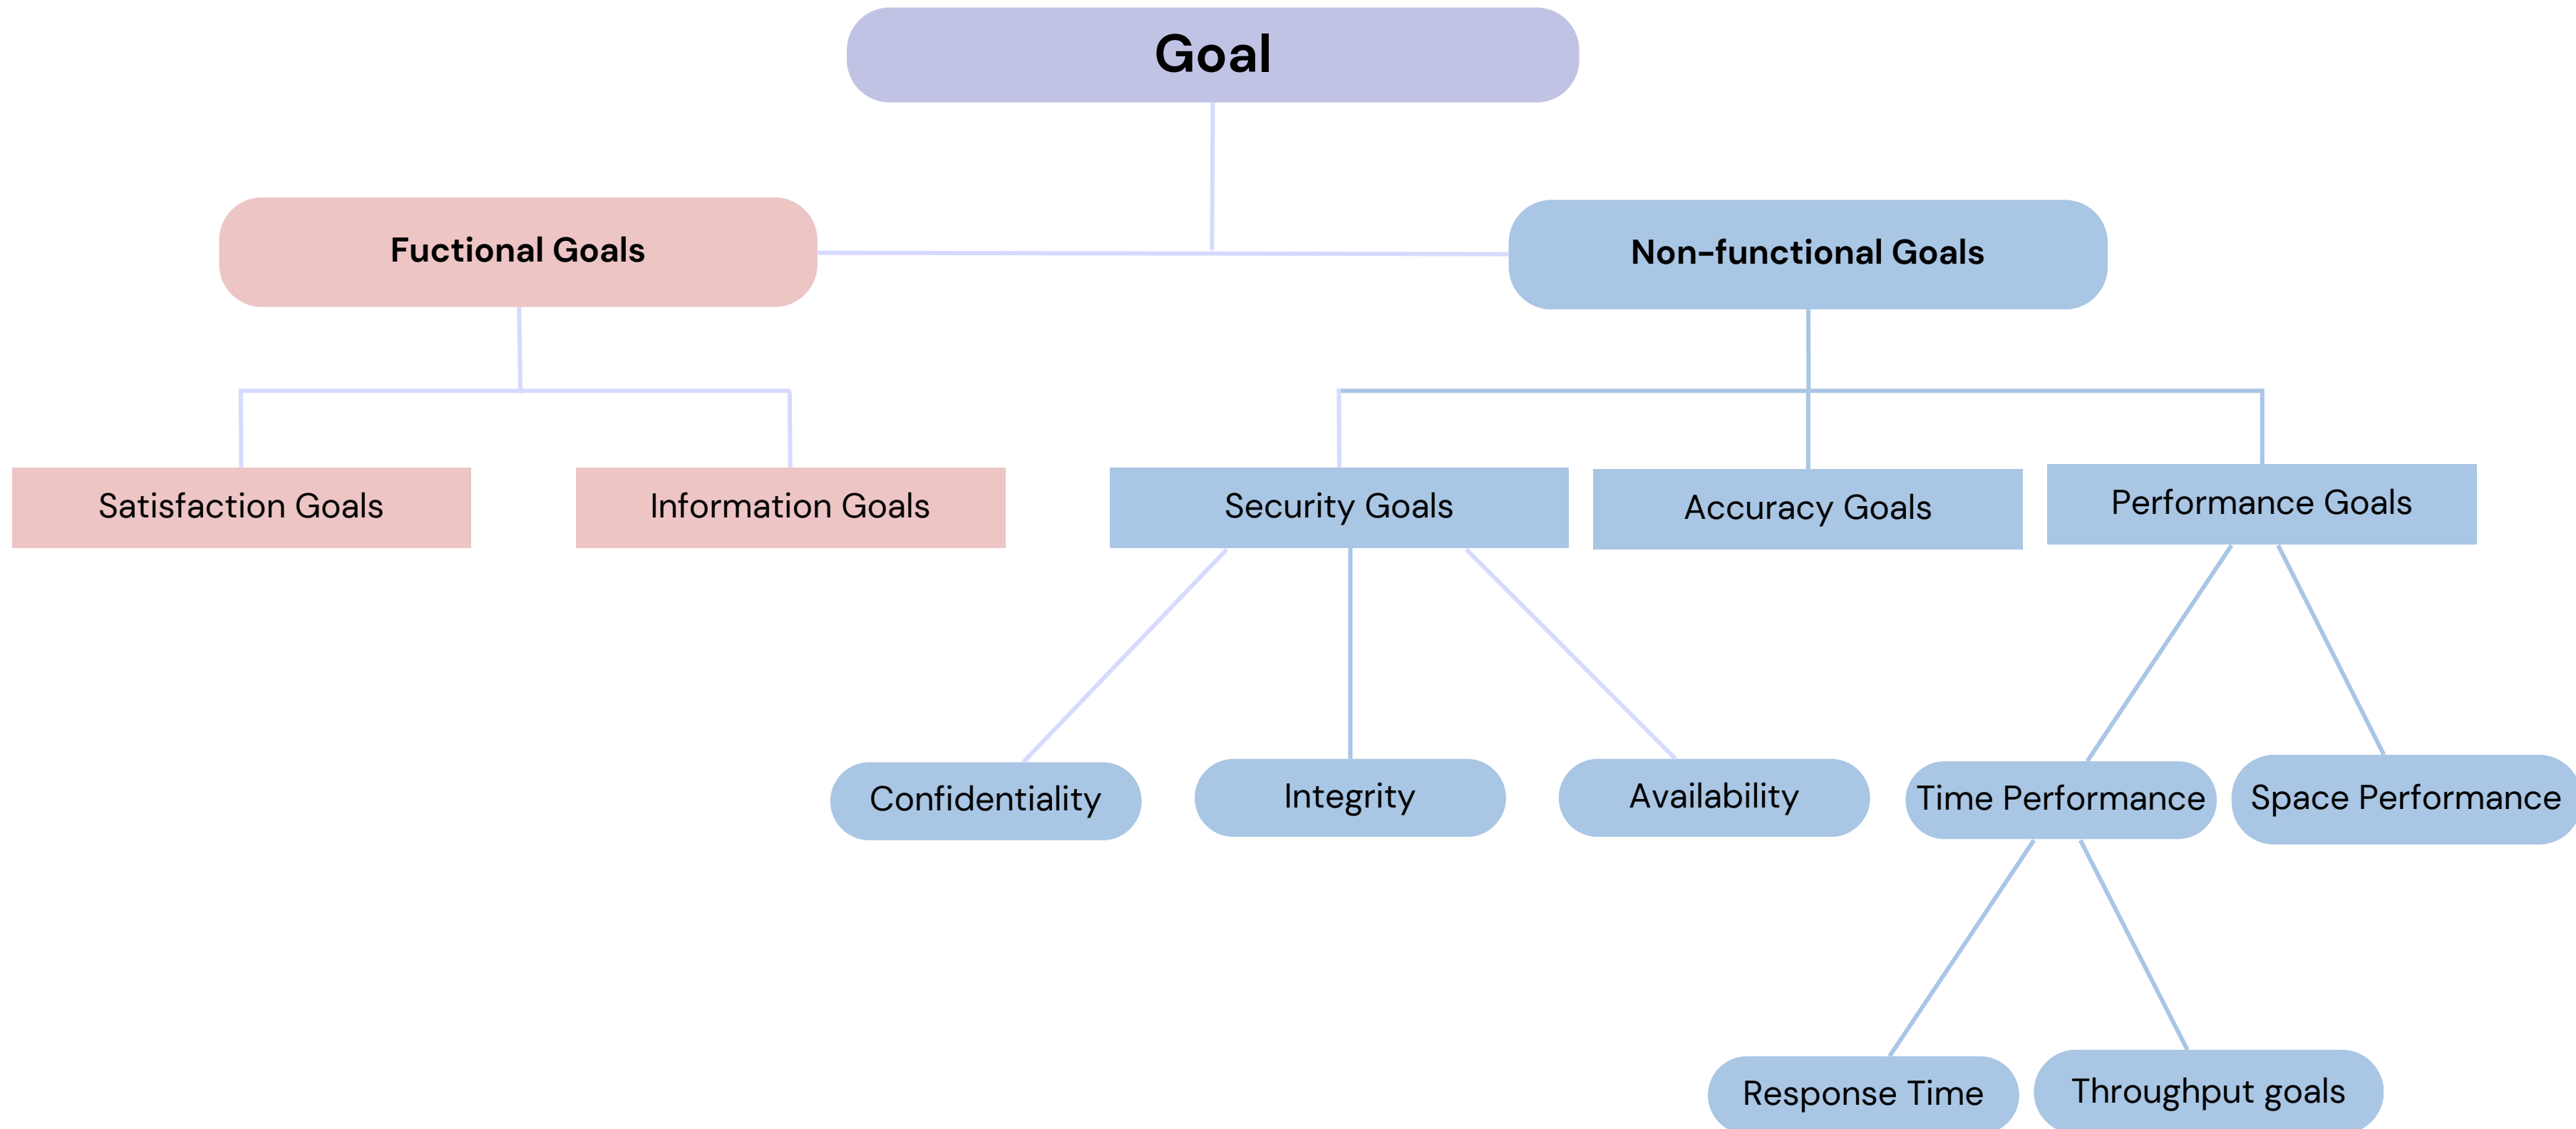 Goal
Fuctional Goals
Non-functional Goals
Satisfaction Goals
Information Goals
Security Goals
Accuracy Goals
Performance Goals
Confidentiality
Integrity
Availability
Time Performance
Space Performance
Response Time
Throughput goals